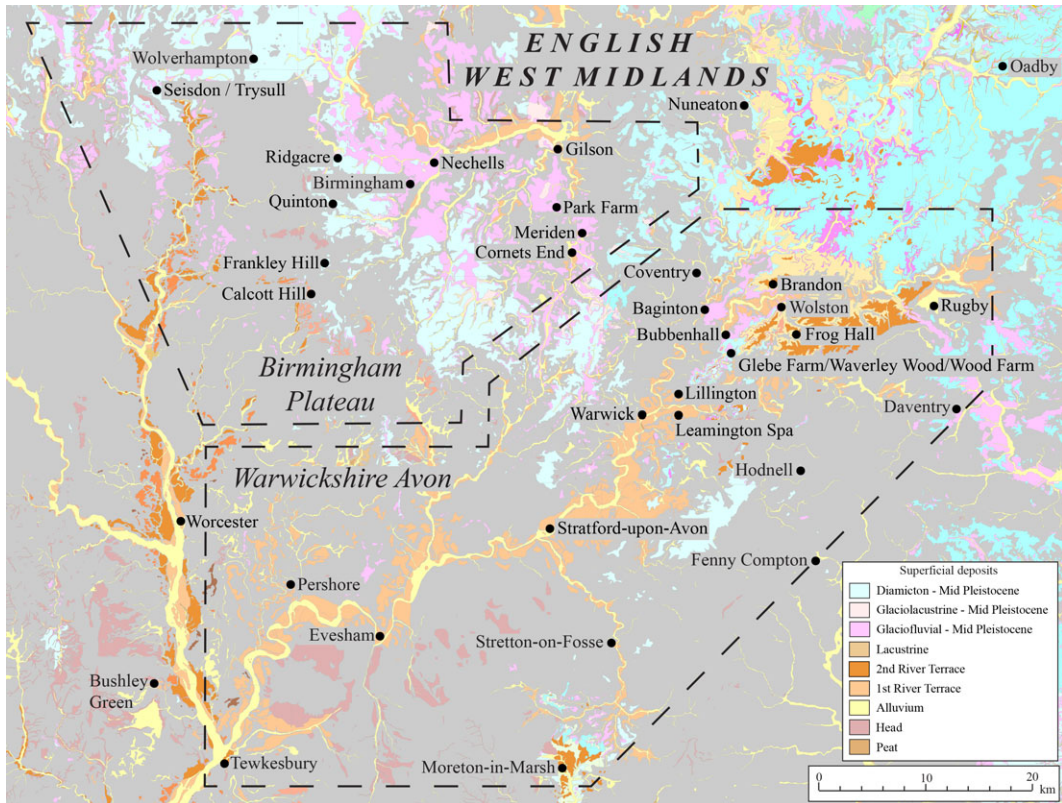 ENGLISH
WEST MIDLANDS
Wolverhampton
Oadby
Seisdon / Trysull
Nuneaton
Ridgacre
Nechells
Gilson
Birmingham
Quinton
Park Farm
Meriden
Cornets End
Frankley Hill
Coventry
Calcott Hill
Brandon
Baginton
Wolston
Rugby
Bubbenhall
Frog Hall
Glebe Farm/Waverley Wood/Wood Farm
Birmingham
Plateau
Lillington
Warwick
Daventry
Leamington Spa
Warwickshire Avon
Hodnell
Worcester
Stratford-upon-Avon
Fenny Compton
Pershore
Evesham
Stretton-on-Fosse
Bushley
Green
Tewkesbury
Moreton-in-Marsh
Superficial deposits
Diamicton - Mid Pleistocene
Glaciolacustrine - Mid Pleistocene
Glaciofluvial - Mid Pleistocene
Lacustrine
2nd River Terrace
1st River Terrace
Alluvium
Head
Peat
0 10 20
km